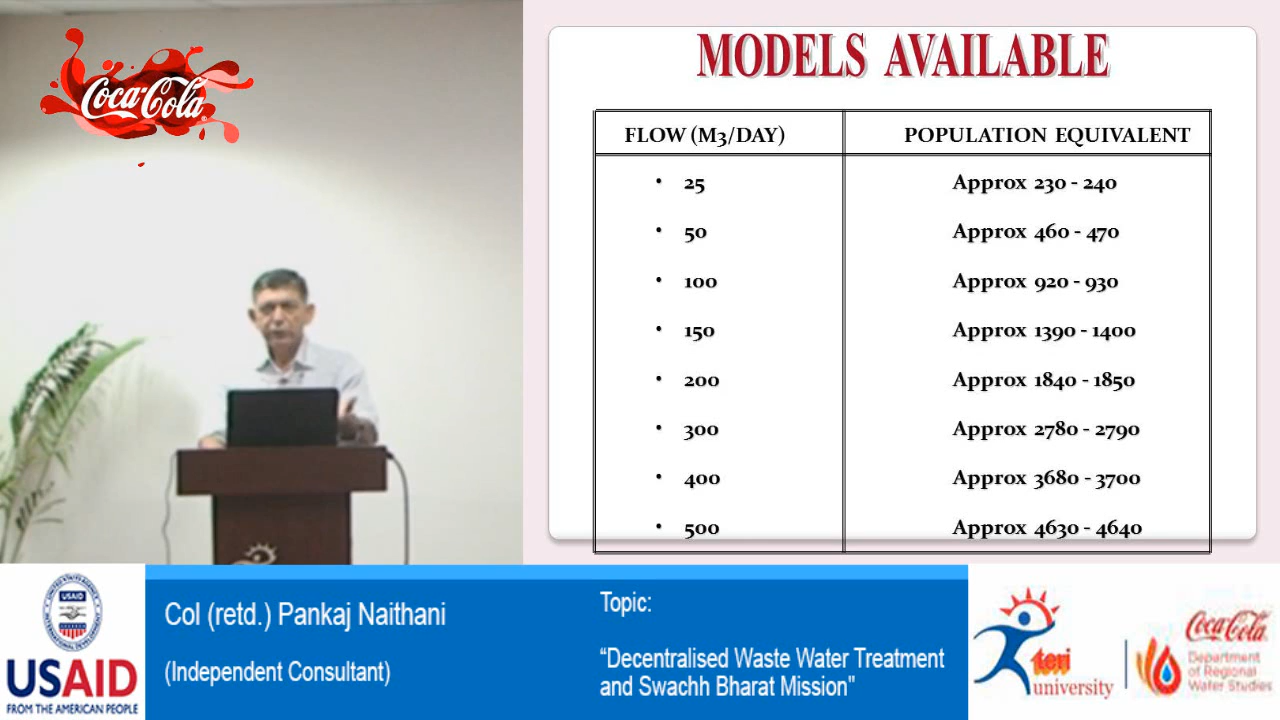 Coca-Cola
MODELS AVAILABLE
FLOW (M3/DAY) POPULATION EQUIVALENT
• 25 Approx 230 - 240
• 50 Approx 460 - 470
• 100 Approx 920 - 930
• 150 Approx 1390 - 1400
• 200 Approx 1840 - 1850
• 300 Approx 2780 - 2790
• 400 Approx 3680 - 3700
• 500 Approx 4630 - 4640
Col (retd.) Pankaj Naithani
(Independent Consultant)
Topic:
“Decentralised Waste Water Treatment
and Swachh Bharat Mission"
USAID
USAID
FROM THE AMERICAN PEOPLE
teri
university
Coca-Cola
Department
of Regional
Water Studies